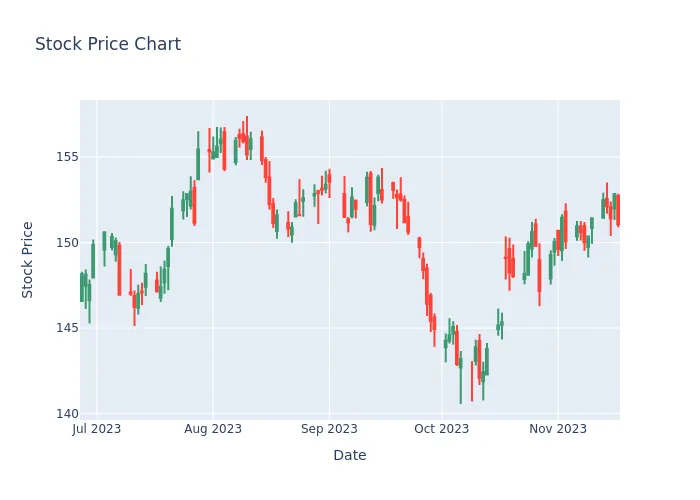 Stock Price Chart
Stock Price
155
150
145
140
Jul 2023
Aug 2023
Sep 2023
Oct 2023
Nov 2023
Date